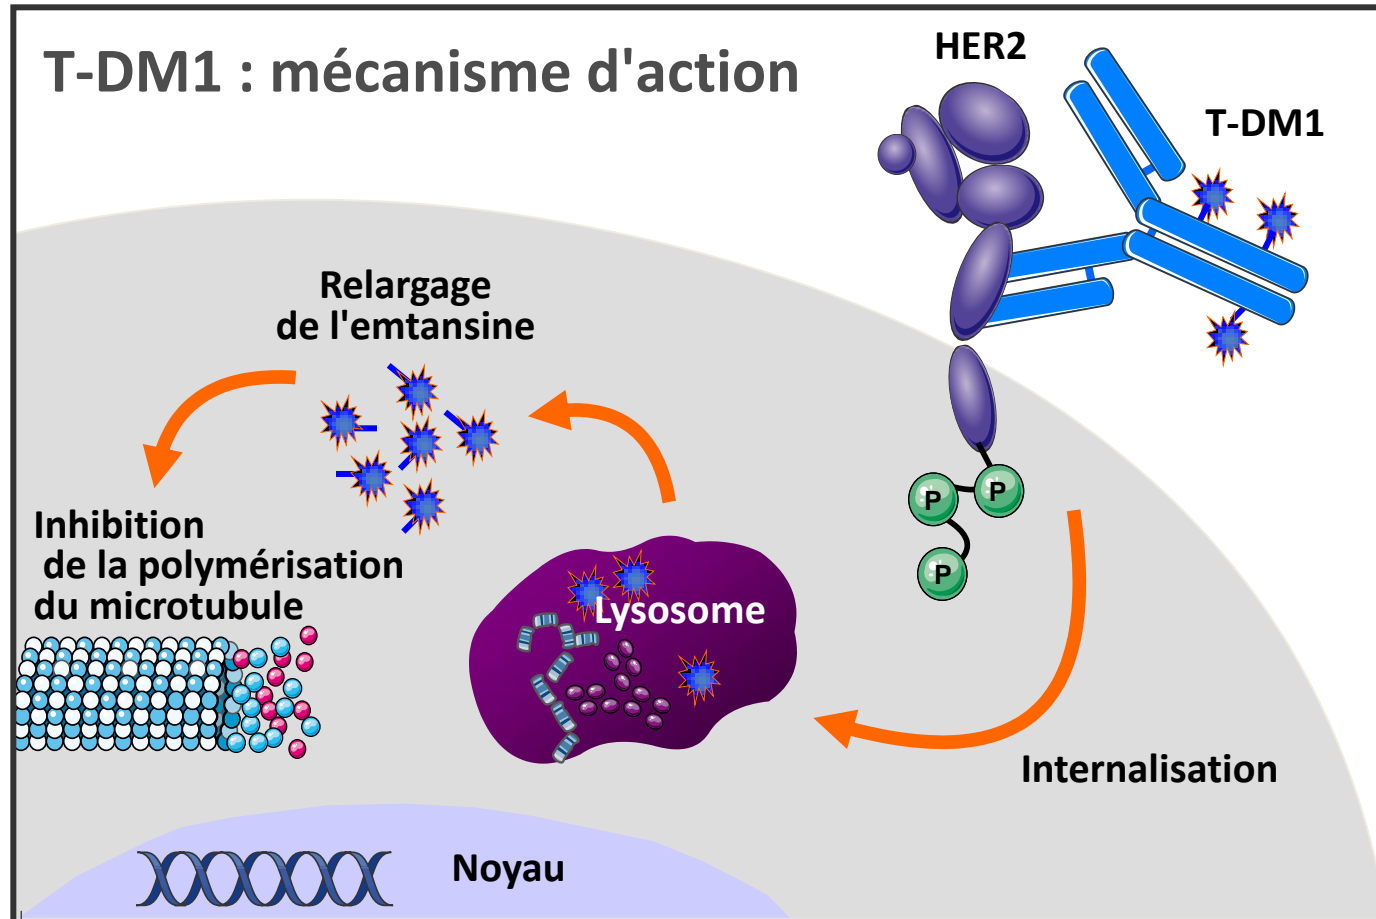 T-DM1 : mécanisme d'action
HER2
T-DM1
Relargage
de l'emtansine
P
P
P
Inhibition
de la polymérisation
du microtubule
Lysosome
Internalisation
Noyau